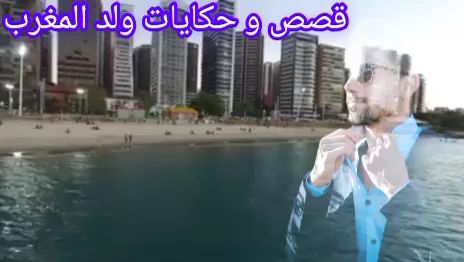 قصص و حكايات ولد المغرب